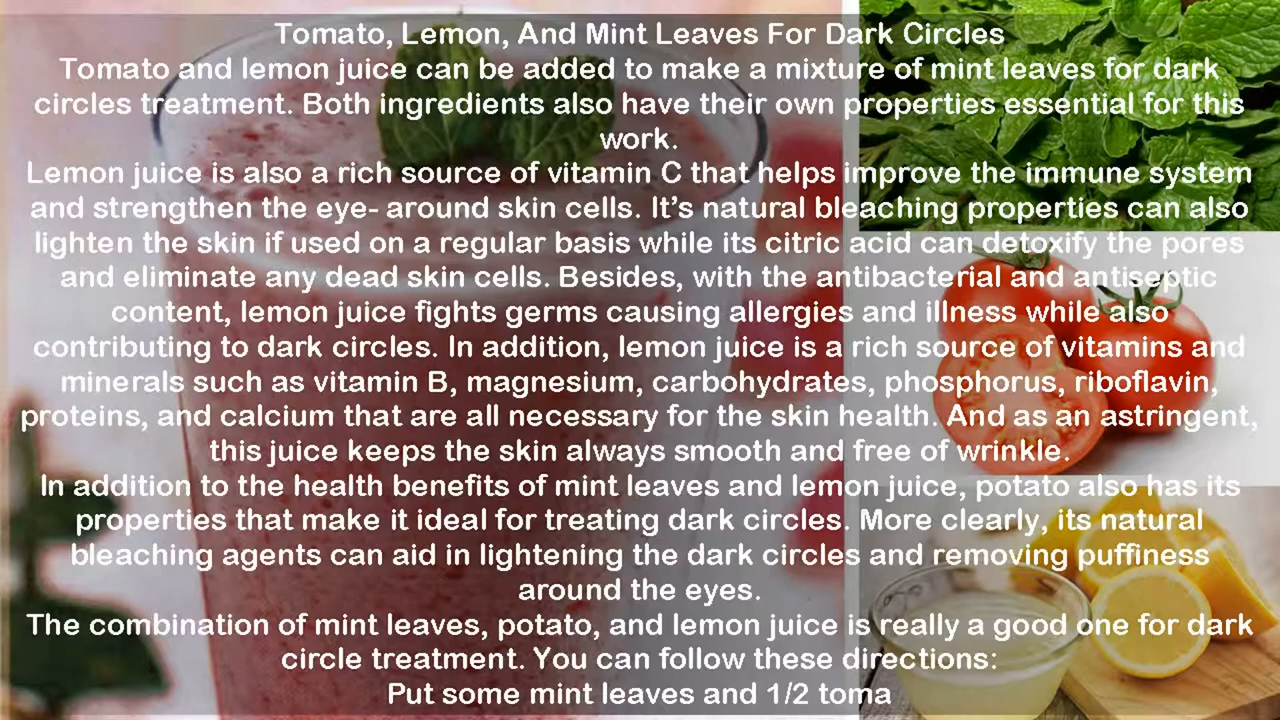 Tomato, Lemon, And Mint Leaves For Dark Circles
Tomato and lemon juice can be added to make a mixture of mint leaves for dark
circles treatment. Both ingredients also have their own properties essential for this
work.
Lemon juice is also a rich source of vitamin C that helps improve the immune system
and strengthen the eye- around skin cells. It’s natural bleaching properties can also
lighten the skin if used on a regular basis while its citric acid can detoxify the pores
and eliminate any dead skin cells. Besides, with the antibacterial and antiseptic
content, lemon juice fights germs causing allergies and illness while also
contributing to dark circles. In addition, lemon juice is a rich source of vitamins and
minerals such as vitamin B, magnesium, carbohydrates, phosphorus, riboflavin,
proteins, and calcium that are all necessary for the skin health. And as an astringent,
this juice keeps the skin always smooth and free of wrinkle.
In addition to the health benefits of mint leaves and lemon juice, potato also has its
properties that make it ideal for treating dark circles. More clearly, its natural
bleaching agents can aid in lightening the dark circles and removing puffiness
around the eyes.
The combination of mint leaves, potato, and lemon juice is really a good one for dark
circle treatment. You can follow these directions:
Put some mint leaves and 1/2 toma